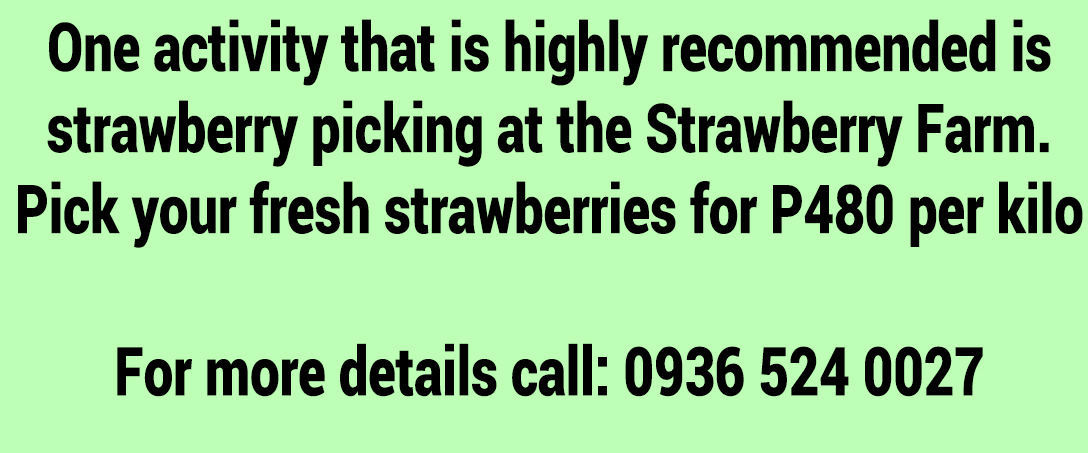 One activity that is highly recommended is
strawberry picking at the Strawberry Farm.
Pick your fresh strawberries for P480 per kilo
For more details call: 0936 524 0027